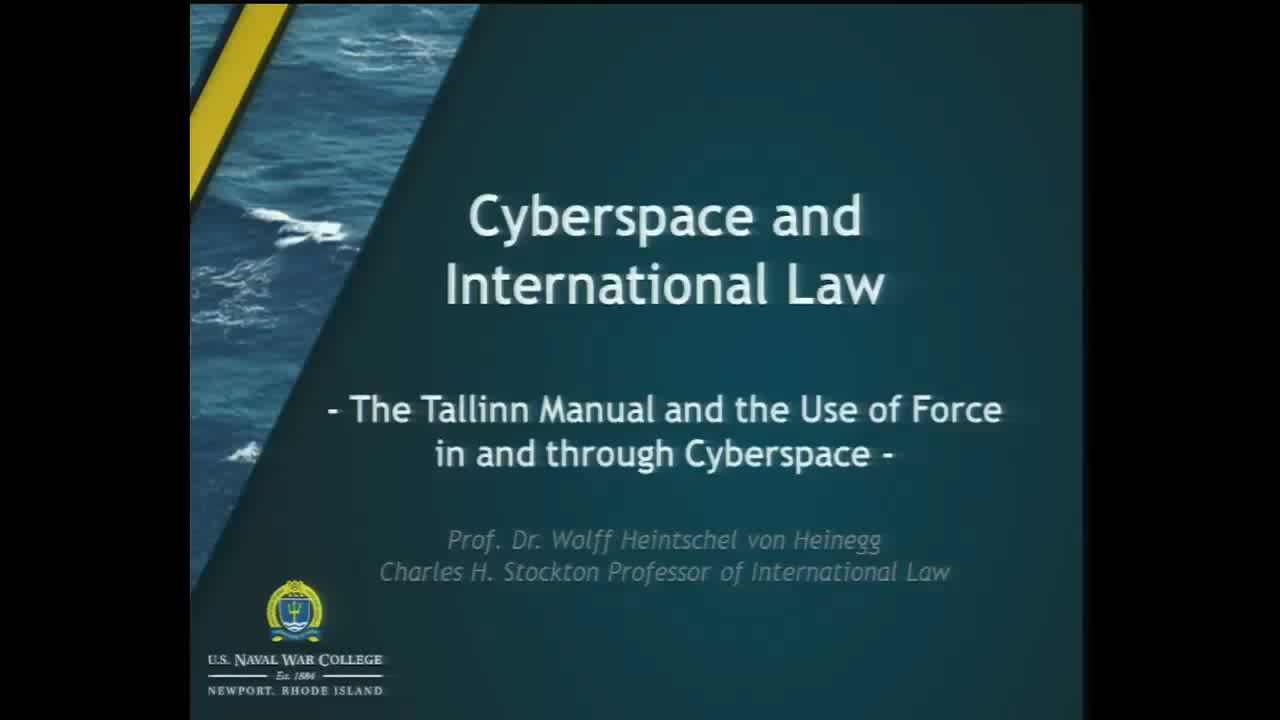 Cyberspace and
International Law
- The Tallinn Manual and the Use of Force
in and through Cyberspace -
Prof. Dr. Wolff Heintschel von Heinegg
Charles H. Stockton Professor of International Law
U.S. NAVAL WAR COLLEGE
Est. 1884
NEWPORT, RHODE ISLAND